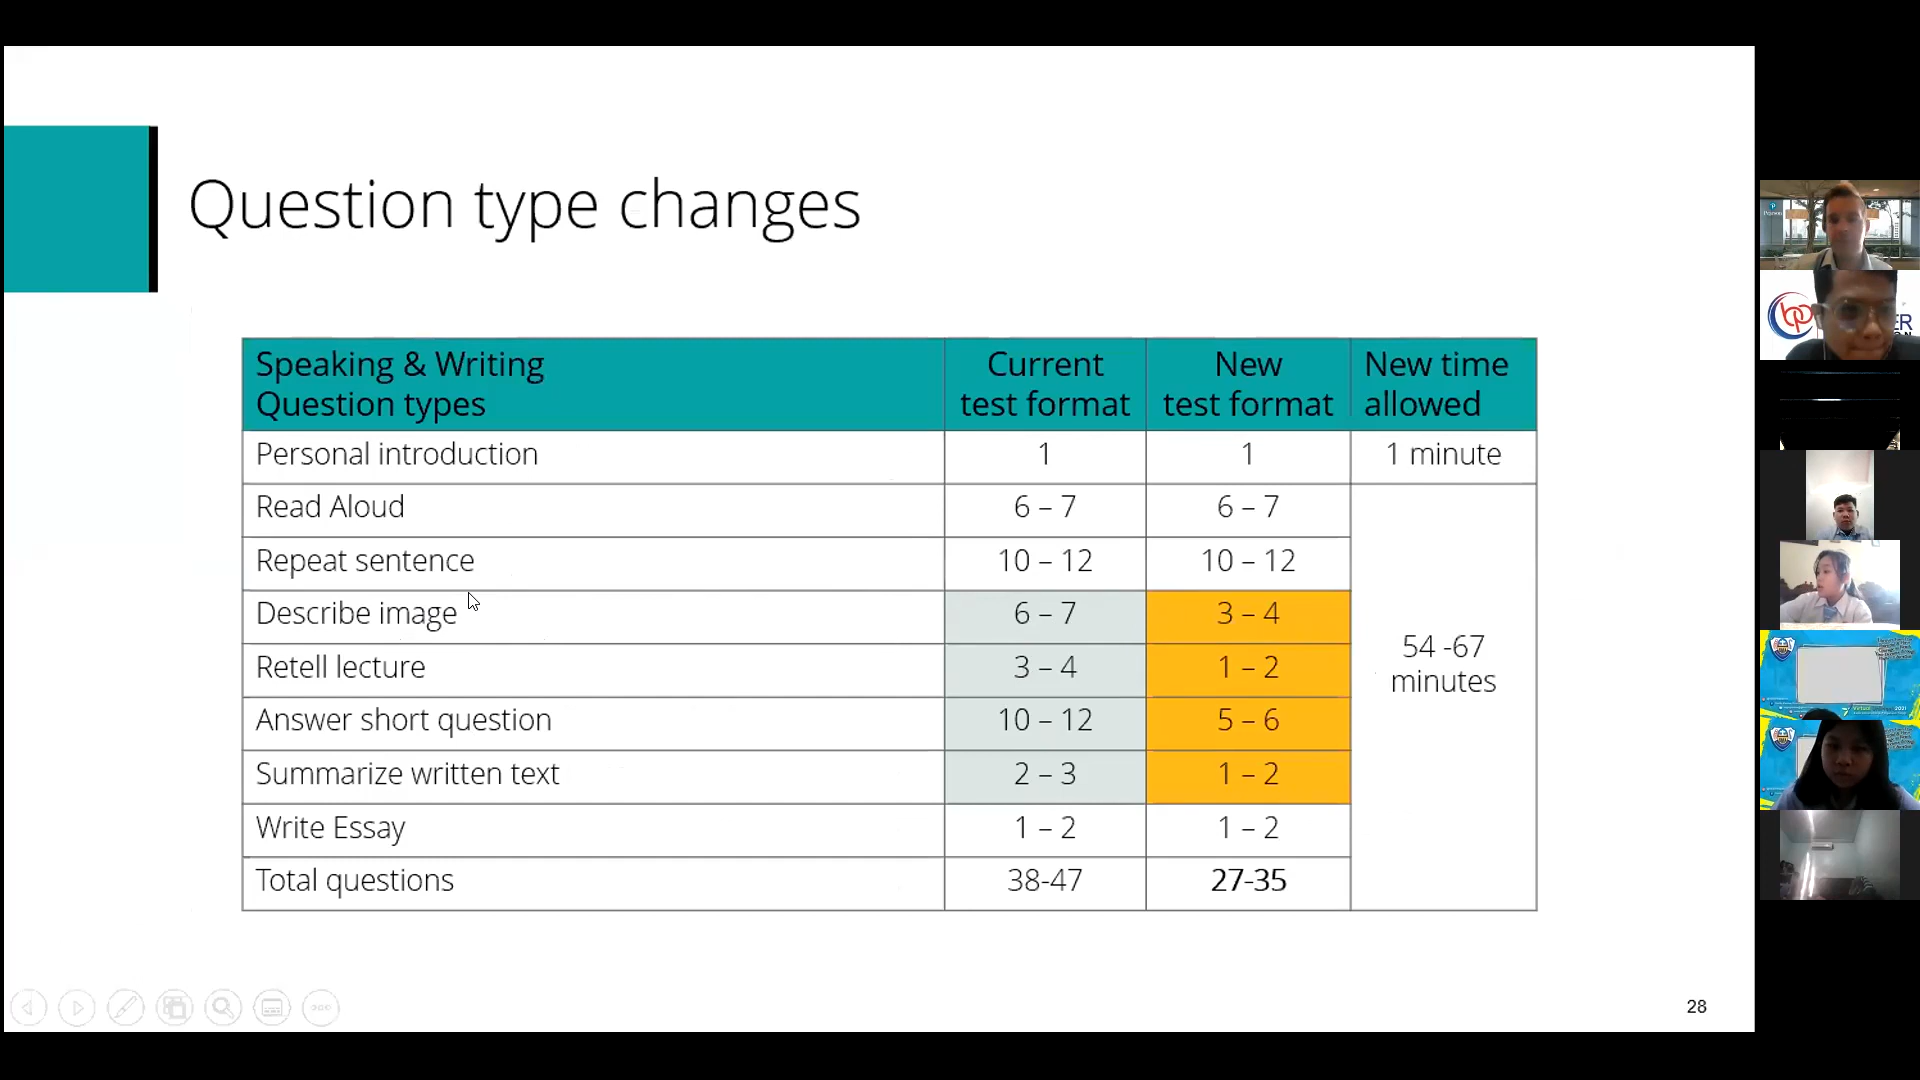 Question type changes
Speaking & Writing
Question types
Current
test format
New
test format
New time
allowed
Personal introduction 1 1 1 minute
Read Aloud 6 – 7 6 – 7
Repeat sentence 10 – 12 10 – 12
Describe image 6 – 7 3 – 4
54 -67
minutes
Retell lecture 3 – 4 1 – 2
Answer short question 10 – 12 5 – 6
Summarize written text 2 – 3 1 – 2
Write Essay 1 – 2 1 – 2
Total questions 38-47 27-35
28
bp
ER